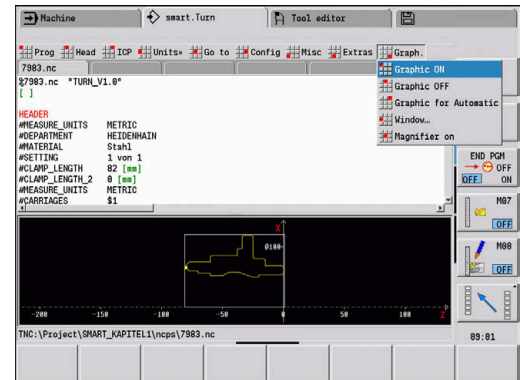 Machine
smart.Turn
Tool editor
Prog Head ICP Units» Go to Config Misc Extras Graph.
7983.nc
Graphic ON
Graphic OFF
Graphic for Automatic
Window…
Magnifier on
%7983.nc "TURN_V1.0"
[ ]
HEADER
#MEASURE_UNITS METRIC
#DEPARTMENT HEIDENHAIN
#MATERIAL Stahl
#SETTING 1 von 1
#CLAMP_LENGTH 82 [mm]
#CLAMP_LENGTH_2 0 [mm]
#MEASURE_UNITS METRIC
#CARRIAGES $1
END PGM
OFF
OFF ON
M07
OFF
M08
OFF
X
Ø100
-200 -150 -100 -50 0 50 100 Z
TNC:\Project\SMART_KAPITEL1\ncps\7983.nc
09:01